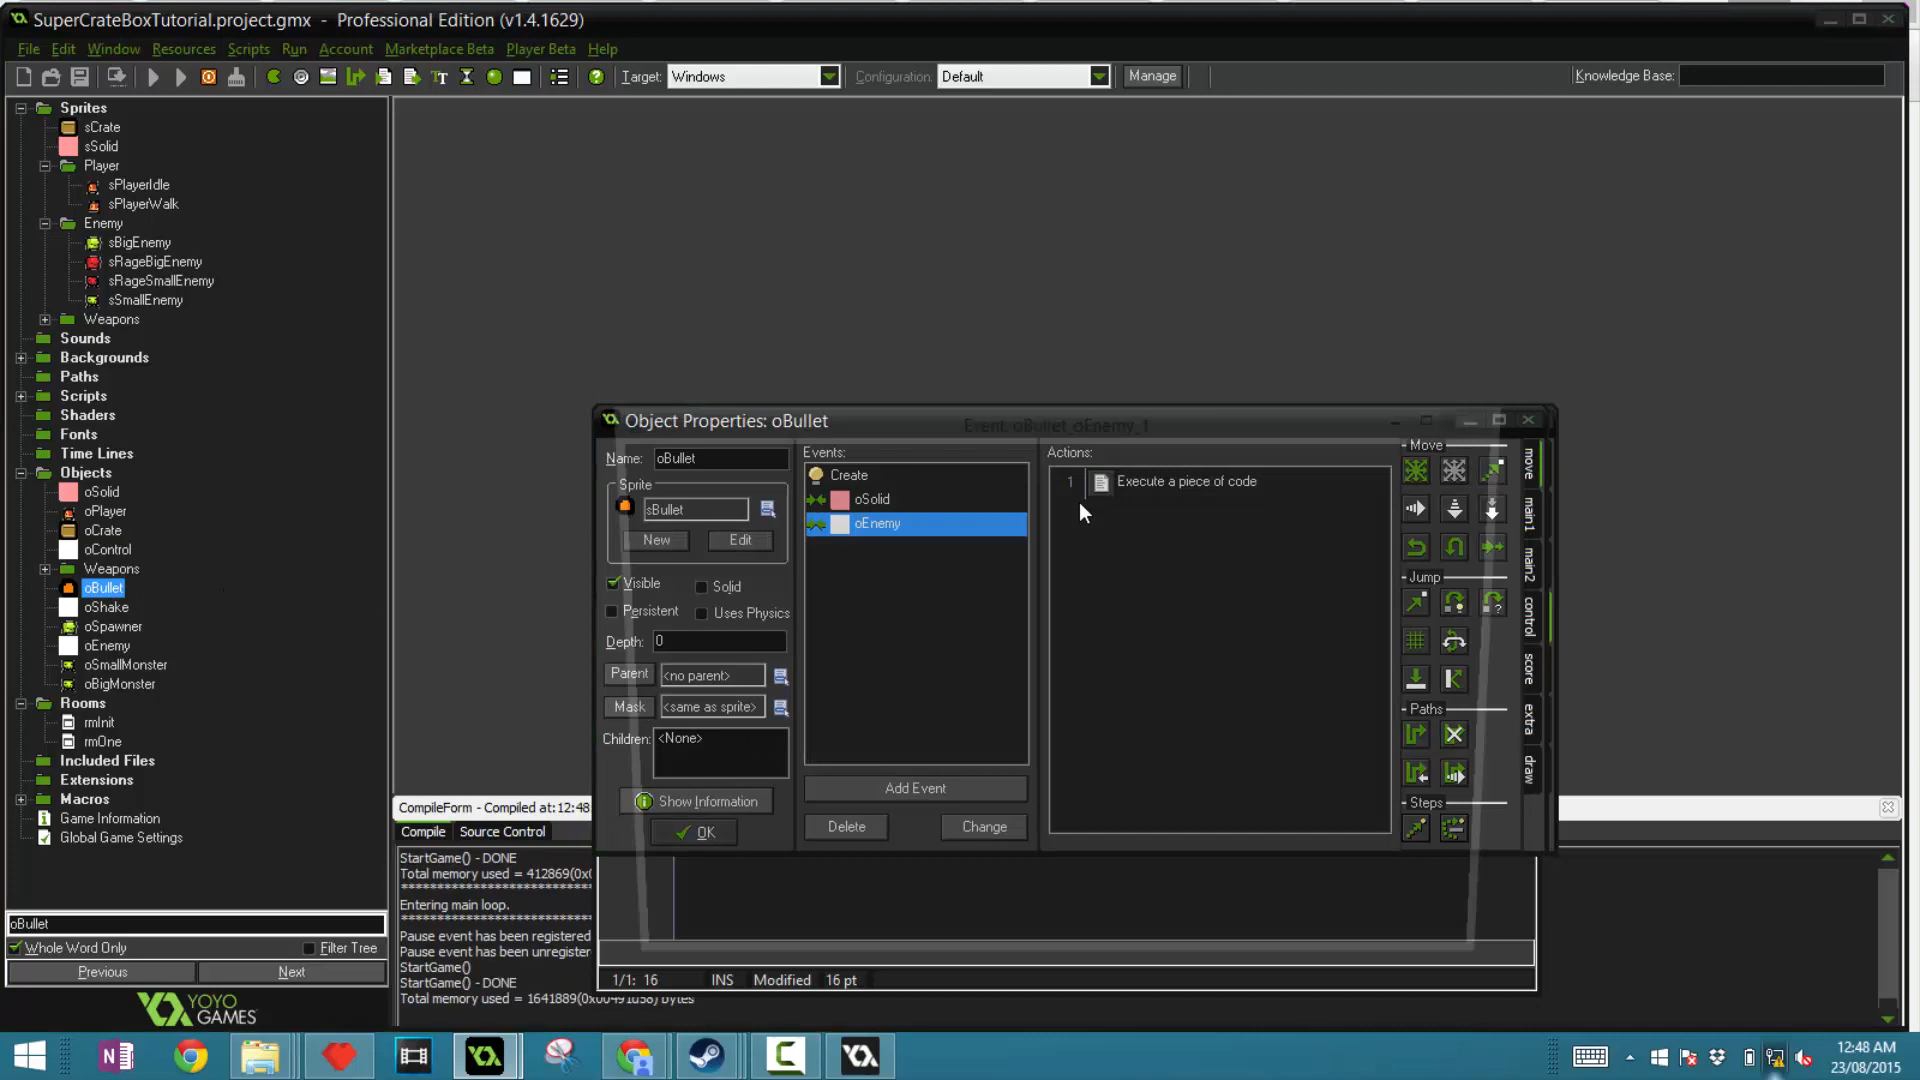 SuperCrateBoxTutorial.project.gmx - Professional Edition (v1.4.1629)
File Edit Window Resources Scripts Run Account Marketplace Beta Player Beta Help
Target: Windows Configuration: Default Manage Knowledge Base:
Sprites
sCrate
sSolid
Player
sPlayerIdle
sPlayerWalk
Enemy
sBigEnemy
sRageBigEnemy
sRageSmallEnemy
sSmallEnemy
Weapons
Sounds
Backgrounds
Paths
Scripts
Shaders
Fonts
Time Lines
Objects
oSolid
oPlayer
oCrate
oControl
Weapons
oBullet
oShake
oSpawner
oEnemy
oSmallMonster
oBigMonster
Rooms
rmInit
rmOne
Included Files
Extensions
Macros
Game Information
Global Game Settings
oBullet
Whole Word Only Filter Tree
Previous Next
YOYO
GAMES
Object Properties: oBullet
Event: oBullet_oEnemy_1
Name: oBullet
Sprite
sBullet
New Edit
Visible Solid
Persistent Uses Physics
Depth: 0
Parent <no parent>
Mask <same as sprite>
Children: <None>
Show Information
OK
Events:
Create
oSolid
oEnemy
Add Event
Delete Change
Actions:
1 Execute a piece of code
Move
Jump
Paths
Steps
move
main1
main2
control
score
extra
draw
CompileForm - Compiled at:12:48
Compile Source Control
StartGame() - DONE
Total memory used = 412869(0x0
************************************
Entering main loop.
************************************
Pause event has been registered
Pause event has been unregister
StartGame()
StartGame() - DONE
Total memory used = 1641889(0x00491d58) bytes
1/1: 16 INS Modified 16 pt
12:48 AM
23/08/2015